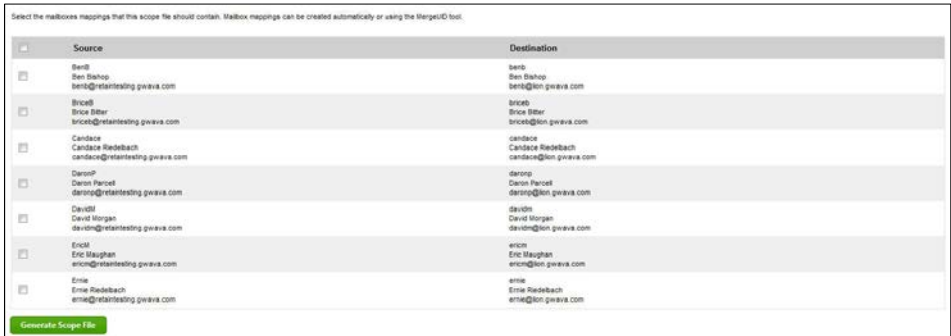 Select the mailboxes mappings that this scope file should contain. Mailbox mappings can be created automatically or using the MergeUID tool.
Source Destination
BenB benb
Ben Bishop Ben Bishop
benb@retaintesting.gwava.com benb@lion.gwava.com
BriceB briceb
Brice Bitter Brice Bitter
briceb@retaintesting.gwava.com briceb@lion.gwava.com
Candace candace
Candace Riedelbach Candace Riedelbach
candace@retaintesting.gwava.com candace@lion.gwava.com
DaronP daronp
Daron Parcell Daron Parcell
daronp@retaintesting.gwava.com daronp@lion.gwava.com
DavidM davidm
David Morgan David Morgan
davidm@retaintesting.gwava.com davidm@lion.gwava.com
EricM ericm
Eric Maughan Eric Maughan
ericm@retaintesting.gwava.com ericm@lion.gwava.com
Ernie ernie
Ernie Riedelbach Ernie Riedelbach
ernie@retaintesting.gwava.com ernie@lion.gwava.com
Generate Scope File